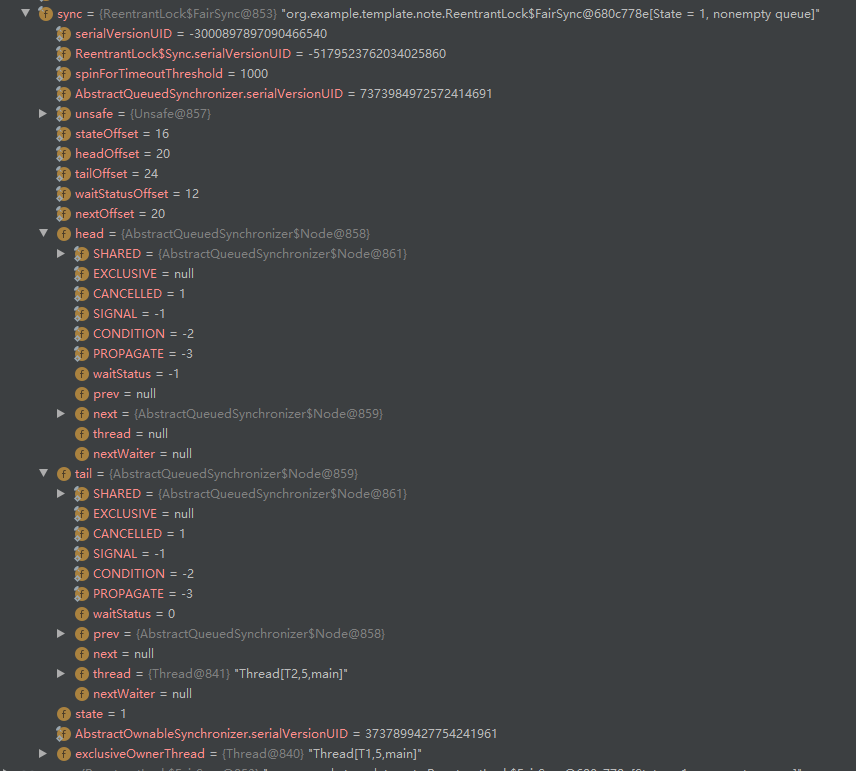 sync = {ReentrantLock$FairSync@853} "org.example.template.note.ReentrantLock$FairSync@680c778e[State = 1, nonempty queue]"
serialVersionUID = -3000897897090466540
ReentrantLock$Sync.serialVersionUID = -5179523762034025860
spinForTimeoutThreshold = 1000
AbstractQueuedSynchronizer.serialVersionUID = 7373984972572414691
unsafe = {Unsafe@857}
stateOffset = 16
headOffset = 20
tailOffset = 24
waitStatusOffset = 12
nextOffset = 20
head = {AbstractQueuedSynchronizer$Node@858}
SHARED = {AbstractQueuedSynchronizer$Node@861}
EXCLUSIVE = null
CANCELLED = 1
SIGNAL = -1
CONDITION = -2
PROPAGATE = -3
waitStatus = -1
prev = null
next = {AbstractQueuedSynchronizer$Node@859}
thread = null
nextWaiter = null
tail = {AbstractQueuedSynchronizer$Node@859}
SHARED = {AbstractQueuedSynchronizer$Node@861}
EXCLUSIVE = null
CANCELLED = 1
SIGNAL = -1
CONDITION = -2
PROPAGATE = -3
waitStatus = 0
prev = {AbstractQueuedSynchronizer$Node@858}
next = null
thread = {Thread@841} "Thread[T2,5,main]"
nextWaiter = null
state = 1
AbstractOwnableSynchronizer.serialVersionUID = 3737899427754241961
exclusiveOwnerThread = {Thread@840} "Thread[T1,5,main]"